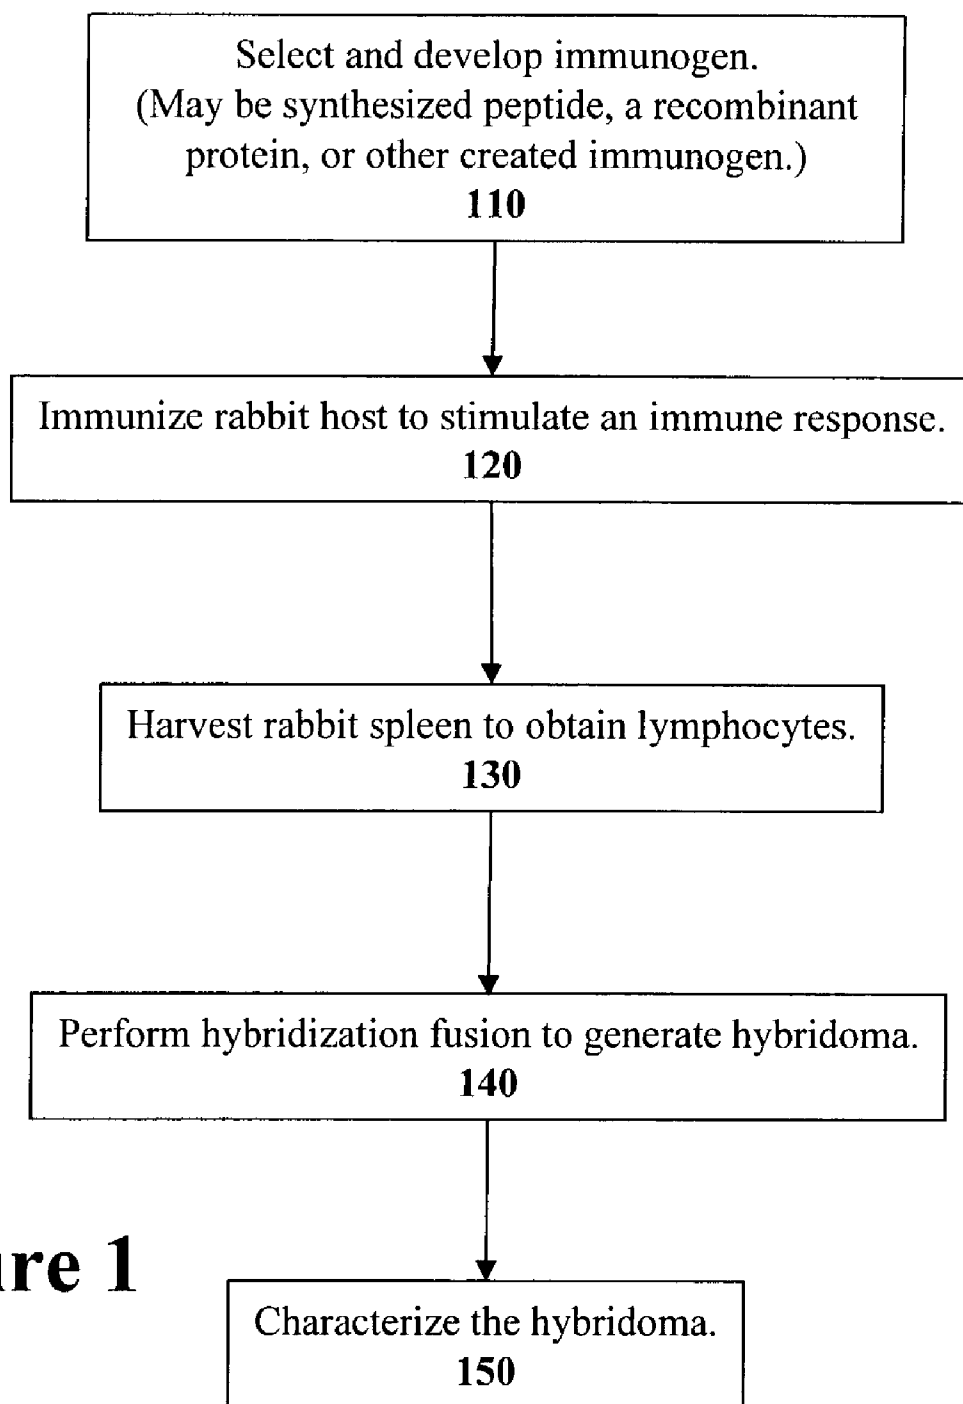 Select and develop immunogen.
(May be synthesized peptide, a recombinant
protein, or other created immunogen.)
110
Immunize rabbit host to stimulate an immune response.
120
Harvest rabbit spleen to obtain lymphocytes.
130
Perform hybridization fusion to generate hybridoma.
140
ure 1
Characterize the hybridoma.
150